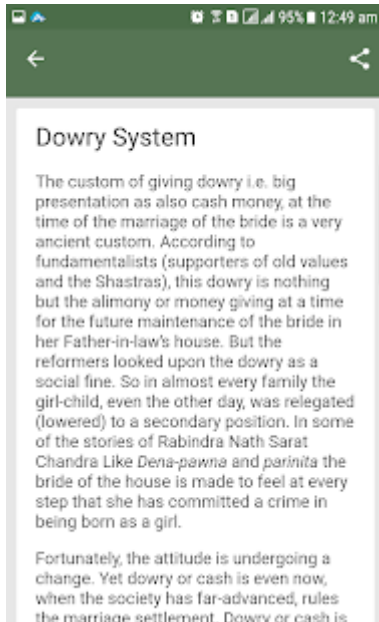 95% 12:49 am
Dowry System
The custom of giving dowry i.e. big
presentation as also cash money, at the
time of the marriage of the bride is a very
ancient custom. According to
fundamentalists (supporters of old values
and the Shastras), this dowry is nothing
but the alimony or money giving at a time
for the future maintenance of the bride in
her Father-in-law's house. But the
reformers looked upon the dowry as a
social fine. So in almost every family the
girl-child, even the other day, was relegated
(lowered) to a secondary position. In some
of the stories of Rabindra Nath Sarat
Chandra Like Dena-pawna and parinita the
bride of the house is made to feel at every
step that she has committed a crime in
being born as a girl.
Fortunately, the attitude is undergoing a
change. Yet dowry or cash is even now,
when the society has far-advanced, rules
the marriage settlement. Dowry or cash is